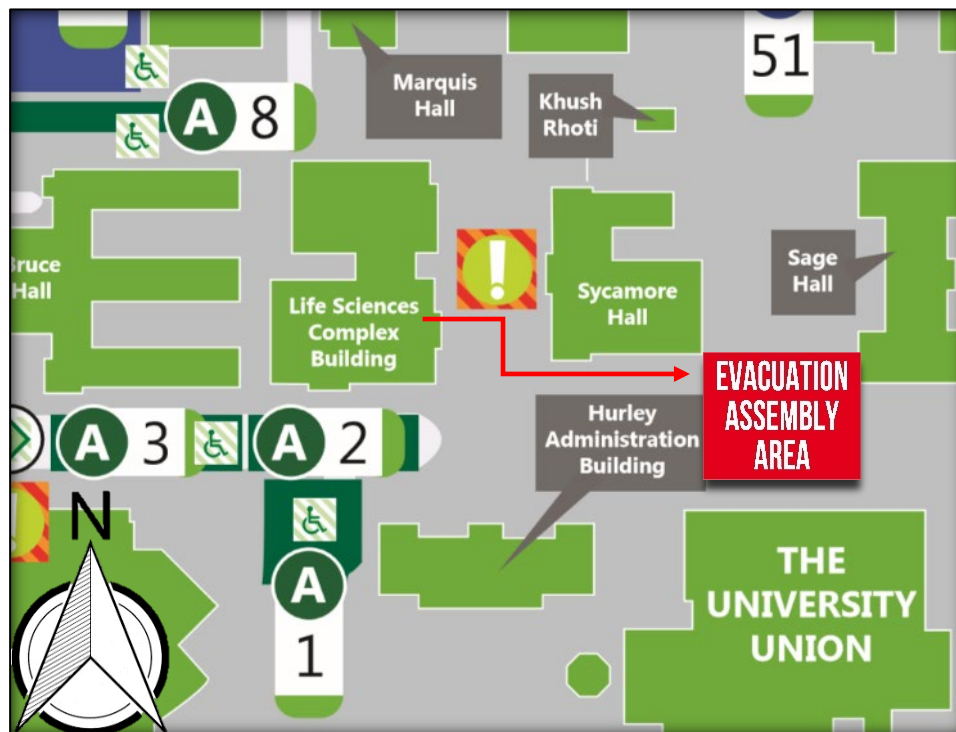 Marquis
Hall
Khush
Rhoti
51
A 8
Bruce
Hall
Life Sciences
Complex
Building
!
Sycamore
Hall
Sage
Hall
EVACUATION
ASSEMBLY
AREA
Hurley
Administration
Building
A 3
A 2
!
N
A
1
THE
UNIVERSITY
UNION